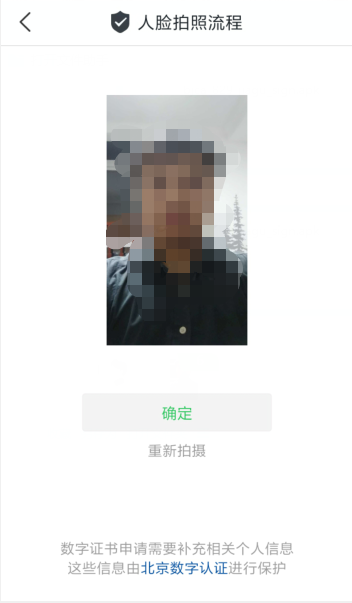 人脸拍照流程
确定
重新拍摄
数字证书申请需要补充相关个人信息
这些信息由北京数字认证进行保护